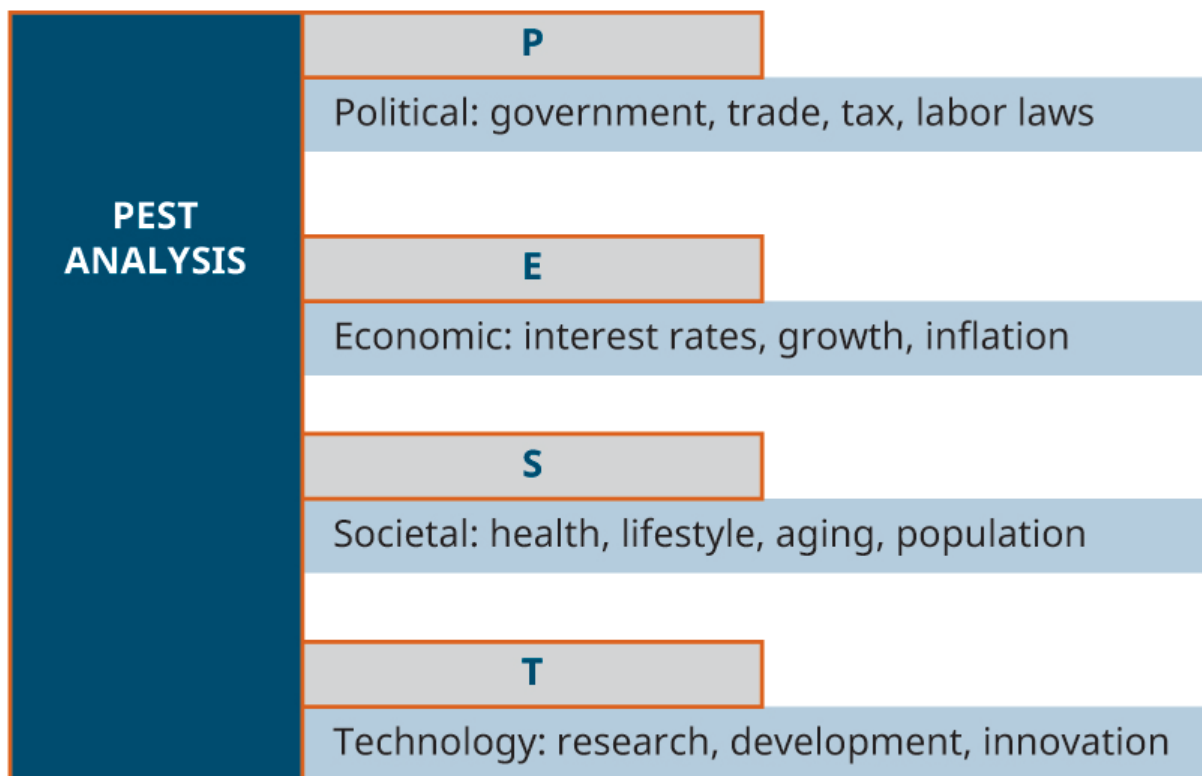 PEST
ANALYSIS
P
Political: government, trade, tax, labor laws
E
Economic: interest rates, growth, inflation
S
Societal: health, lifestyle, aging, population
T
Technology: research, development, innovation